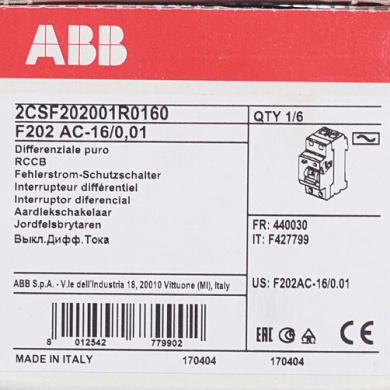 ABB
2CSF202001R0160
F202 AC-16/0,01
Differenziale puro
RCCB
Fehlerstrom-Schutzschalter
Interrupteur différentiel
Interruptor diferencial
Aardlekschakelaar
Jordfelsbrytaren
Выкл.Дифф.Тока
QTY 1/6
FR: 440030
IT: F427799
US: F202AC-16/0.01
ABB S.p.A. - V.le dell'Industria 18, 20010 Vittuone (MI), Italy
8 012542 779902
EAC CE
MADE IN ITALY 170404 170404